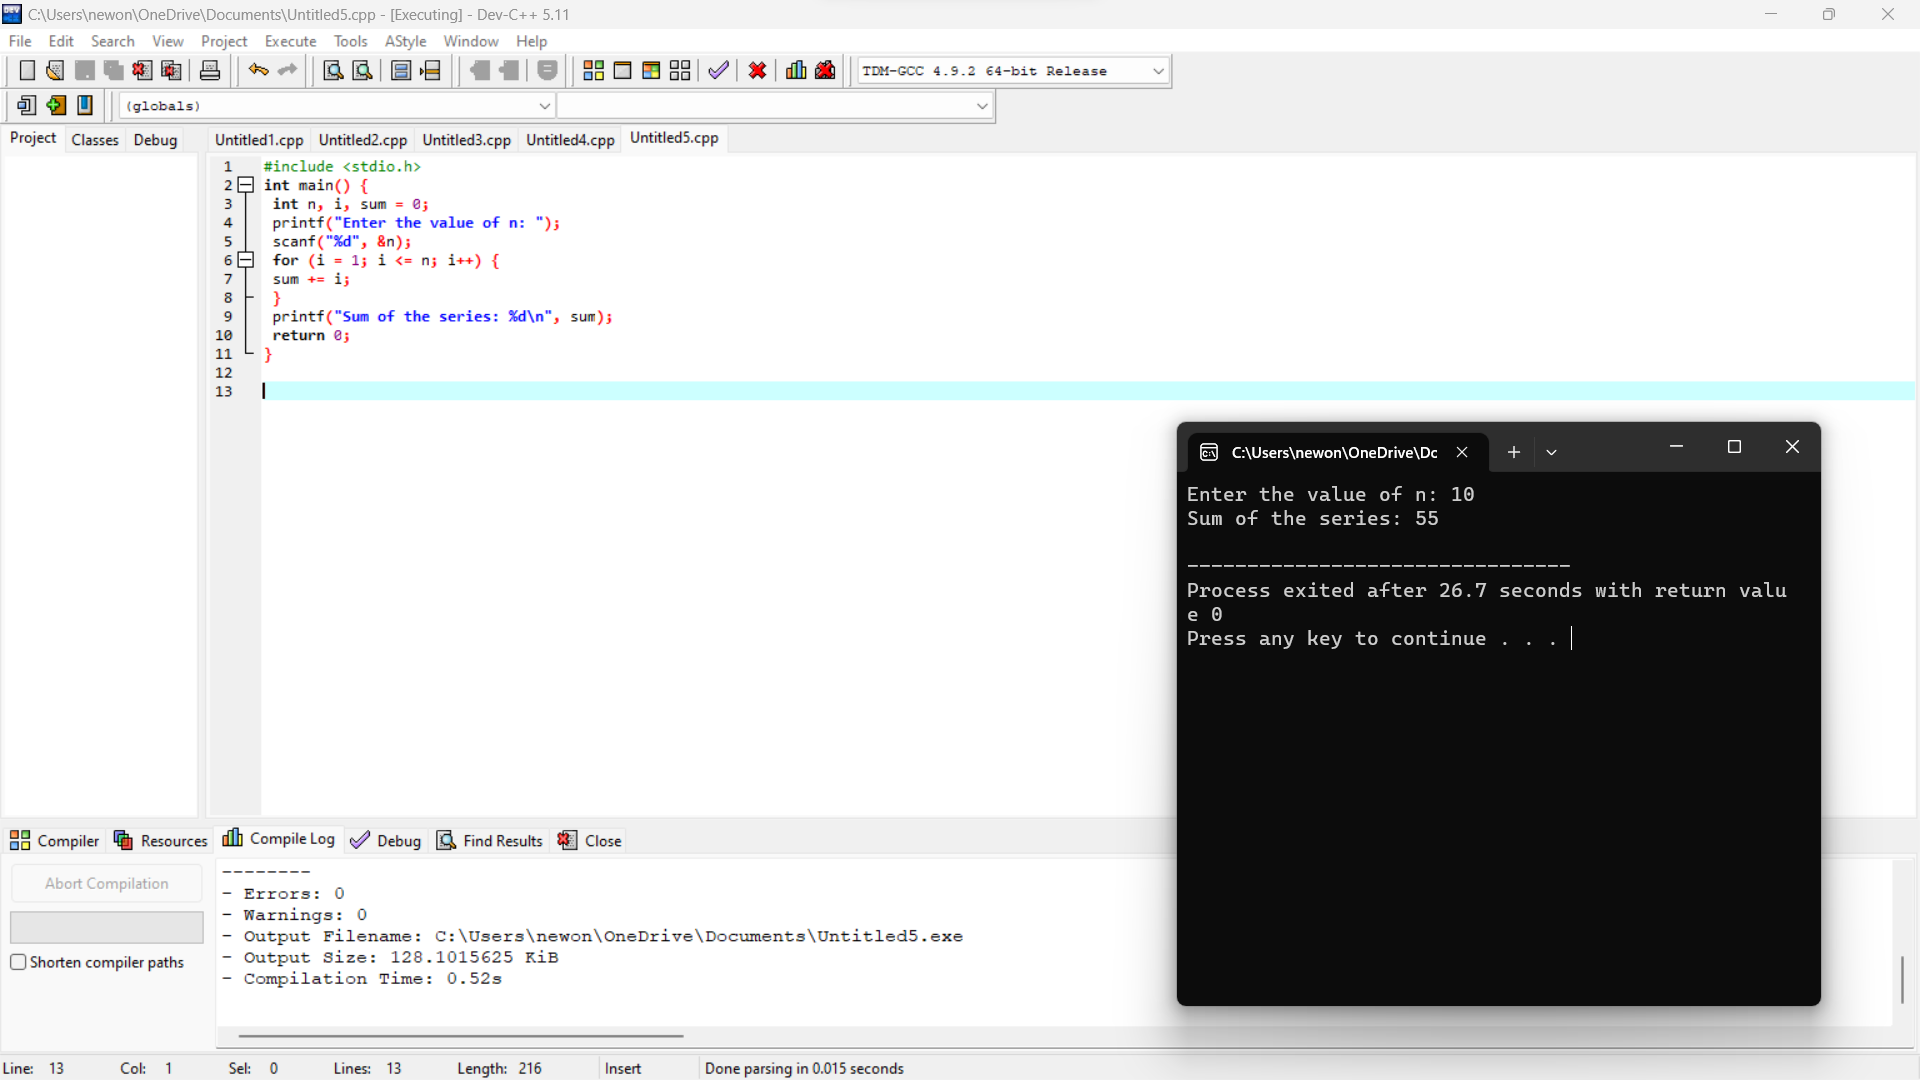 C:\Users\newon\OneDrive\Documents\Untitled5.cpp - [Executing] - Dev-C++ 5.11
File Edit Search View Project Execute Tools AStyle Window Help
TDM-GCC 4.9.2 64-bit Release
(globals)
Project Classes Debug
Untitled1.cpp Untitled2.cpp Untitled3.cpp Untitled4.cpp Untitled5.cpp
1 #include <stdio.h>
2 int main() {
3 int n, i, sum = 0;
4 printf("Enter the value of n: ");
5 scanf("%d", &n);
6 for (i = 1; i <= n; i++) {
7 sum += i;
8 }
9 printf("Sum of the series: %d\n", sum);
10 return 0;
11 }
12
13
C:\Users\newon\OneDrive\Dc
Enter the value of n: 10
Sum of the series: 55
--------------------------------
Process exited after 26.7 seconds with return valu
e 0
Press any key to continue . . .
Compiler Resources Compile Log Debug Find Results Close
Abort Compilation
Shorten compiler paths
--------
- Errors: 0
- Warnings: 0
- Output Filename: C:\Users\newon\OneDrive\Documents\Untitled5.exe
- Output Size: 128.1015625 KiB
- Compilation Time: 0.52s
Line: 13 Col: 1 Sel: 0 Lines: 13 Length: 216 Insert Done parsing in 0.015 seconds